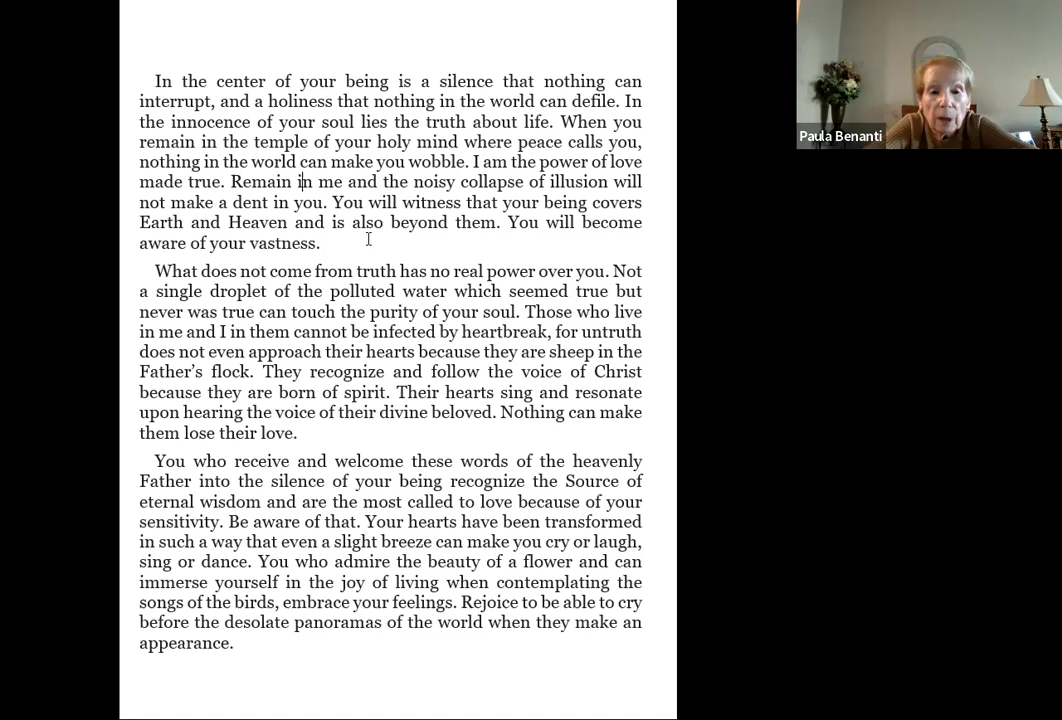 In the center of your being is a silence that nothing can
interrupt, and a holiness that nothing in the world can defile. In
the innocence of your soul lies the truth about life. When you
remain in the temple of your holy mind where peace calls you,
nothing in the world can make you wobble. I am the power of love
made true. Remain in me and the noisy collapse of illusion will
not make a dent in you. You will witness that your being covers
Earth and Heaven and is also beyond them. You will become
aware of your vastness.
What does not come from truth has no real power over you. Not
a single droplet of the polluted water which seemed true but
never was true can touch the purity of your soul. Those who live
in me and I in them cannot be infected by heartbreak, for untruth
does not even approach their hearts because they are sheep in the
Father’s flock. They recognize and follow the voice of Christ
because they are born of spirit. Their hearts sing and resonate
upon hearing the voice of their divine beloved. Nothing can make
them lose their love.
You who receive and welcome these words of the heavenly
Father into the silence of your being recognize the Source of
eternal wisdom and are the most called to love because of your
sensitivity. Be aware of that. Your hearts have been transformed
in such a way that even a slight breeze can make you cry or laugh,
sing or dance. You who admire the beauty of a flower and can
immerse yourself in the joy of living when contemplating the
songs of the birds, embrace your feelings. Rejoice to be able to cry
before the desolate panoramas of the world when they make an
appearance.
Paula Benanti